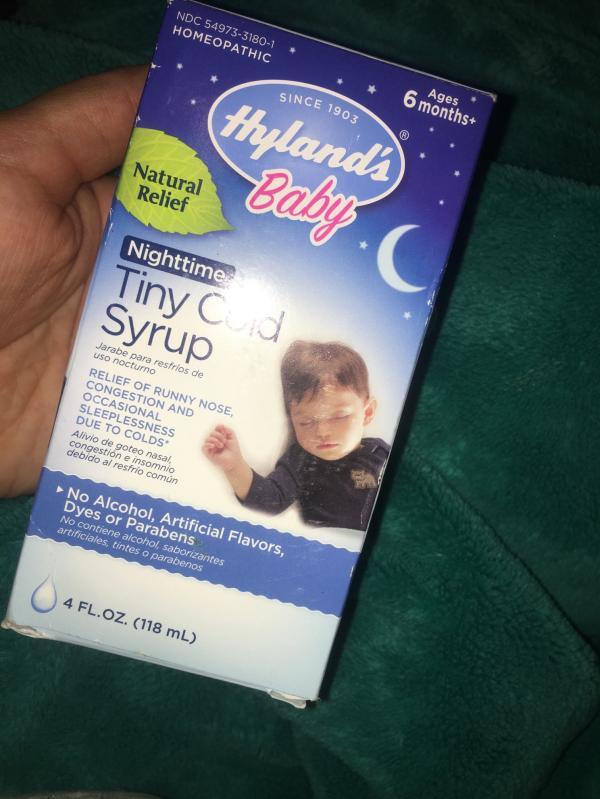 NDC 54973-3180-1
HOMEOPATHIC
Ages
6 months+
SINCE 1903
Hyland's
®
Baby
Natural
Relief
Nighttime
Tiny Cold
Syrup
Jarabe para resfríos de
uso nocturno
RELIEF OF RUNNY NOSE,
CONGESTION AND
OCCASIONAL
SLEEPLESSNESS
DUE TO COLDS*
Alivio de goteo nasal,
congestión e insomnio
debido al resfrío común
▸ No Alcohol, Artificial Flavors,
Dyes or Parabens
No contiene alcohol, saborizantes
artificiales, tintes o parabenos
4 FL.OZ. (118 mL)